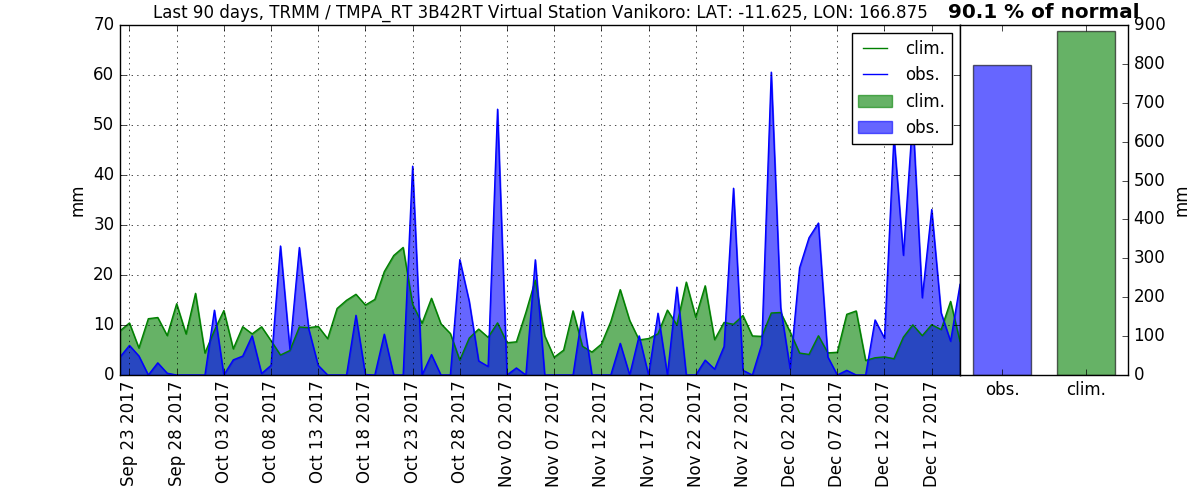 Last 90 days, TRMM / TMPA_RT 3B42RT Virtual Station Vanikoro: LAT: -11.625, LON: 166.875
90.1 % of normal
70
60
50
40
30
20
10
0
mm
clim.
obs.
clim.
obs.
900
800
700
600
500
400
300
200
100
0
mm
Sep 23 2017
Sep 28 2017
Oct 03 2017
Oct 08 2017
Oct 13 2017
Oct 18 2017
Oct 23 2017
Oct 28 2017
Nov 02 2017
Nov 07 2017
Nov 12 2017
Nov 17 2017
Nov 22 2017
Nov 27 2017
Dec 02 2017
Dec 07 2017
Dec 12 2017
Dec 17 2017
obs.
clim.